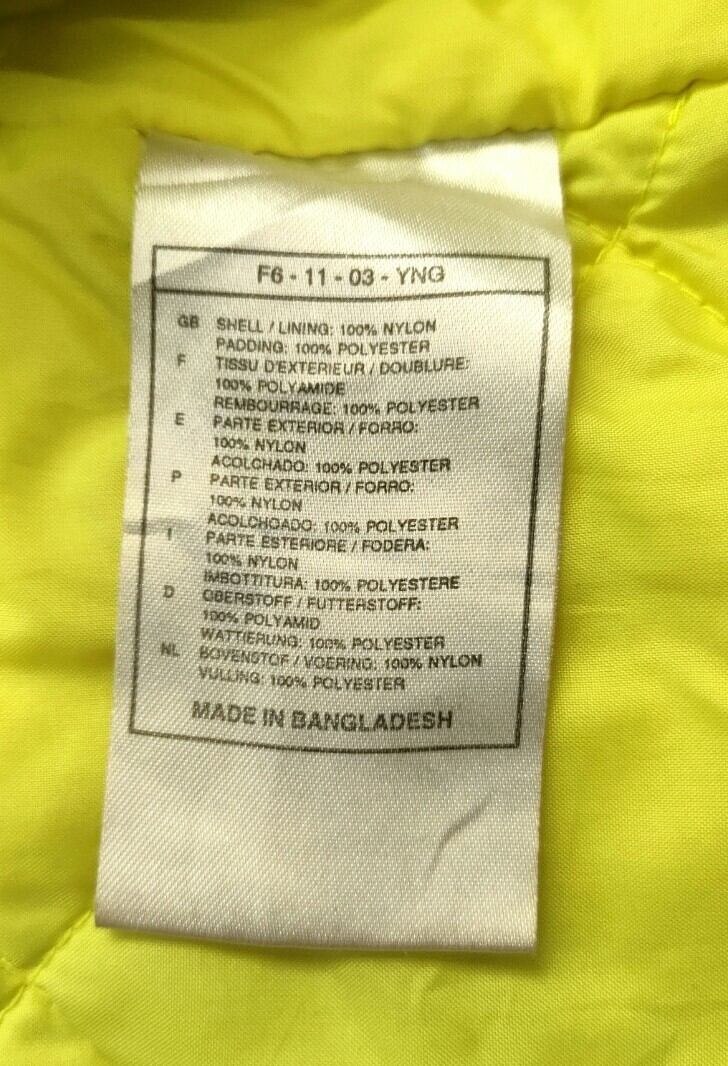 F6 - 11 - 03 - YNG
GB SHELL / LINING: 100% NYLON
PADDING: 100% POLYESTER
F TISSU D'EXTERIEUR / DOUBLURE:
100% POLYAMIDE
REMBOURRAGE: 100% POLYESTER
E PARTE EXTERIOR / FORRO:
100% NYLON
ACOLCHADO: 100% POLYESTER
P PARTE EXTERIOR / FORRO:
100% NYLON
ACOLCHOADO: 100% POLYESTER
I PARTE ESTERIORE / FODERA:
100% NYLON
IMBOTTITURA: 100% POLYESTERE
D OBERSTOFF / FUTTERSTOFF:
100% POLYAMID
WATTIERUNG: 100% POLYESTER
NL BOVENSTOF / VOERING: 100% NYLON
VULLING: 100% POLYESTER
MADE IN BANGLADESH